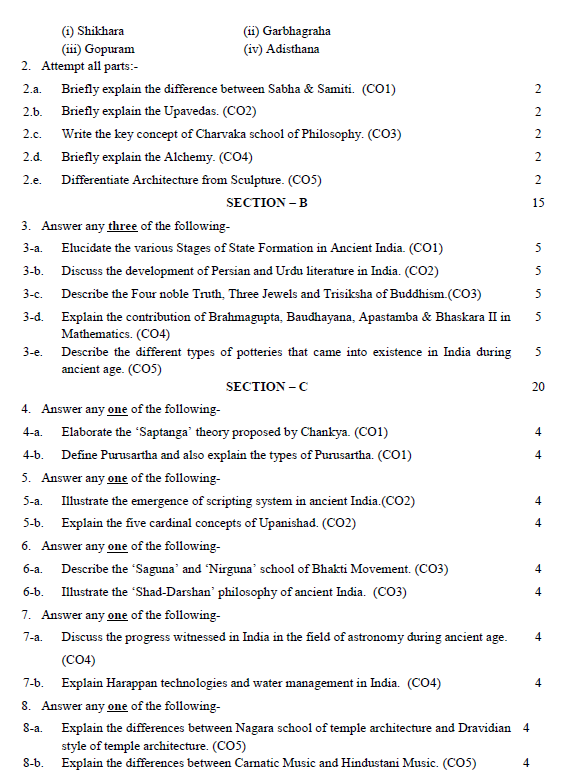 (i) Shikhara (ii) Garbhagraha
(iii) Gopuram (iv) Adisthana
2. Attempt all parts:-
2.a. Briefly explain the difference between Sabha & Samiti. (CO1) 2
2.b. Briefly explain the Upavedas. (CO2) 2
2.c. Write the key concept of Charvaka school of Philosophy. (CO3) 2
2.d. Briefly explain the Alchemy. (CO4) 2
2.e. Differentiate Architecture from Sculpture. (CO5) 2
SECTION – B 15
3. Answer any three of the following-
3-a. Elucidate the various Stages of State Formation in Ancient India. (CO1) 5
3-b. Discuss the development of Persian and Urdu literature in India. (CO2) 5
3-c. Describe the Four noble Truth, Three Jewels and Trisiksha of Buddhism.(CO3) 5
3-d. Explain the contribution of Brahmagupta, Baudhayana, Apastamba & Bhaskara II in 5
Mathematics. (CO4)
3-e. Describe the different types of potteries that came into existence in India during 5
ancient age. (CO5)
SECTION – C 20
4. Answer any one of the following-
4-a. Elaborate the ‘Saptanga’ theory proposed by Chankya. (CO1) 4
4-b. Define Purusartha and also explain the types of Purusartha. (CO1) 4
5. Answer any one of the following-
5-a. Illustrate the emergence of scripting system in ancient India.(CO2) 4
5-b. Explain the five cardinal concepts of Upanishad. (CO2) 4
6. Answer any one of the following-
6-a. Describe the ‘Saguna’ and ‘Nirguna’ school of Bhakti Movement. (CO3) 4
6-b. Illustrate the ‘Shad-Darshan’ philosophy of ancient India. (CO3) 4
7. Answer any one of the following-
7-a. Discuss the progress witnessed in India in the field of astronomy during ancient age. 4
(CO4)
7-b. Explain Harappan technologies and water management in India. (CO4) 4
8. Answer any one of the following-
8-a. Explain the differences between Nagara school of temple architecture and Dravidian 4
style of temple architecture. (CO5)
8-b. Explain the differences between Carnatic Music and Hindustani Music. (CO5) 4